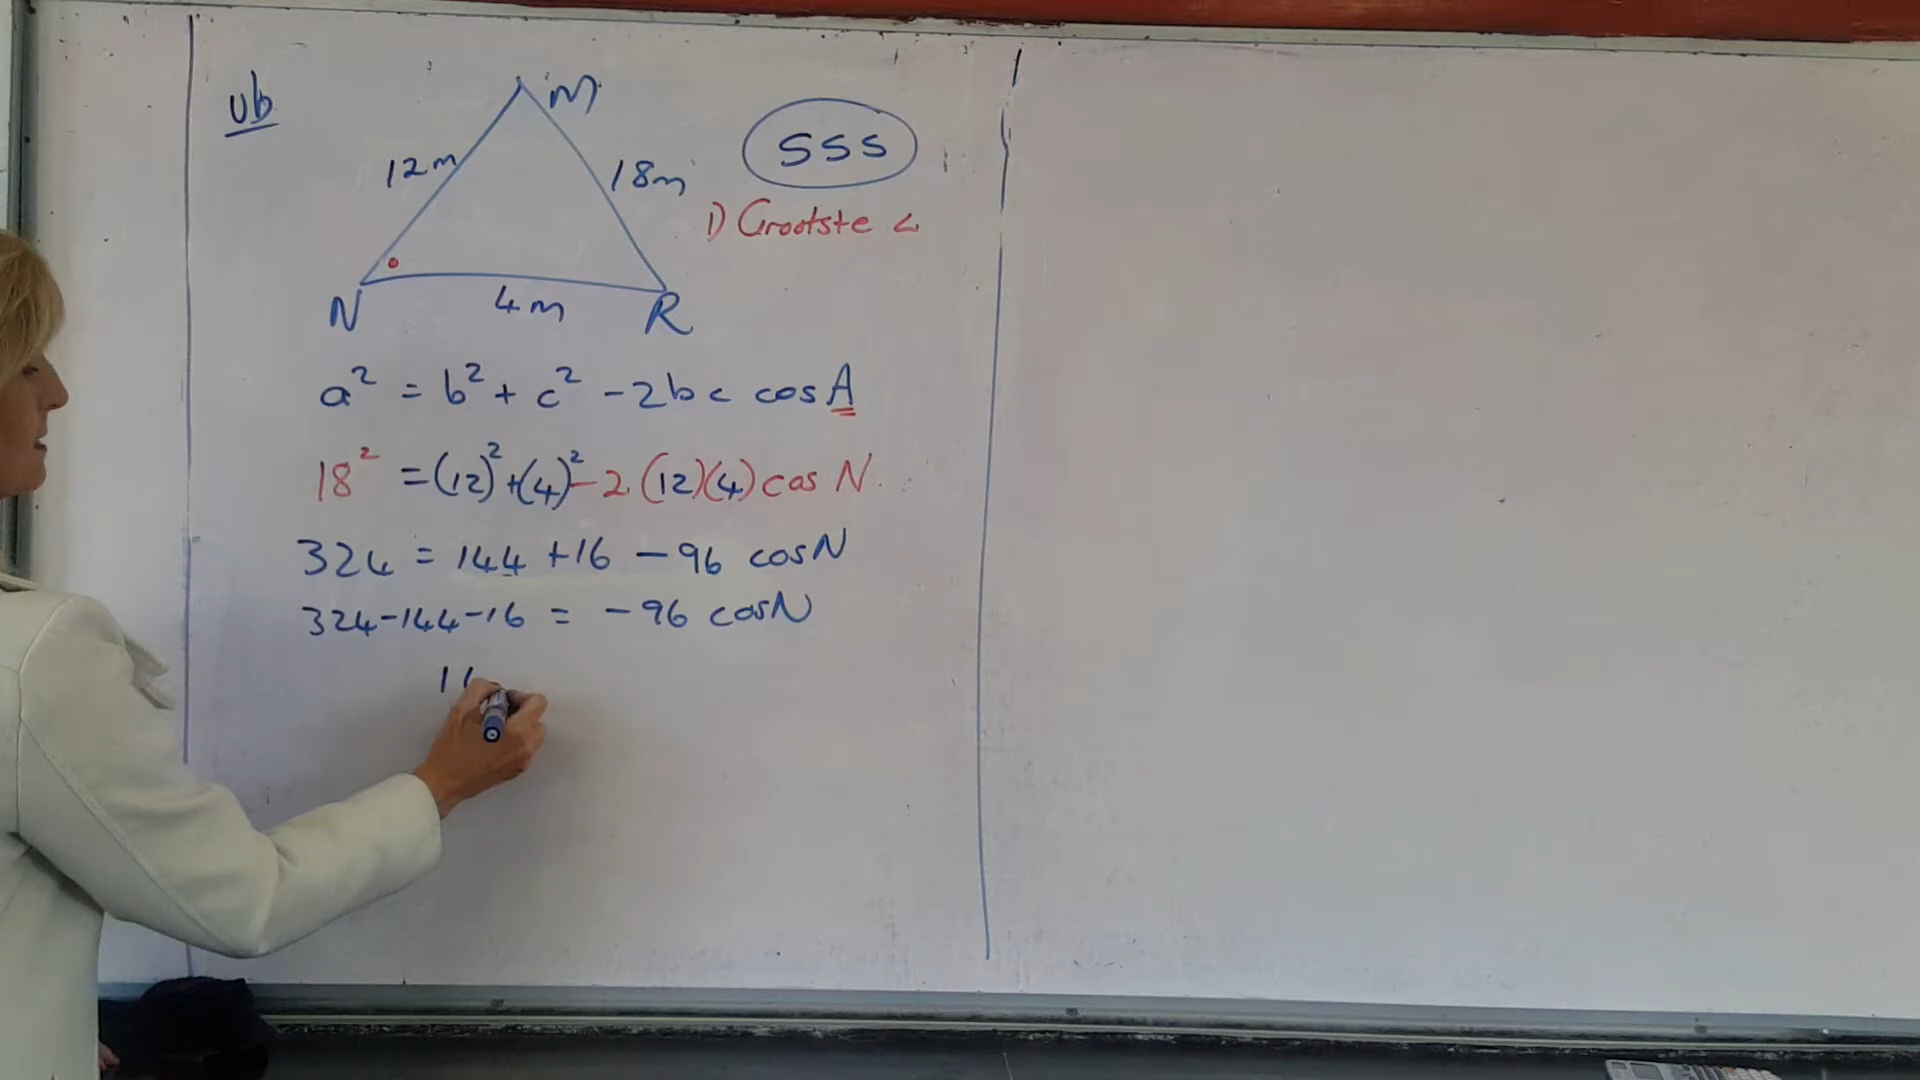 vb
M
12m
18m
SSS
1) Grootste <
N
4m
R
a² = b² + c² - 2bc cos A
18² = (12)² + (4)² - 2 (12)(4) cos N
324 = 144 + 16 - 96 cos N
324 - 144 - 16 = - 96 cos N